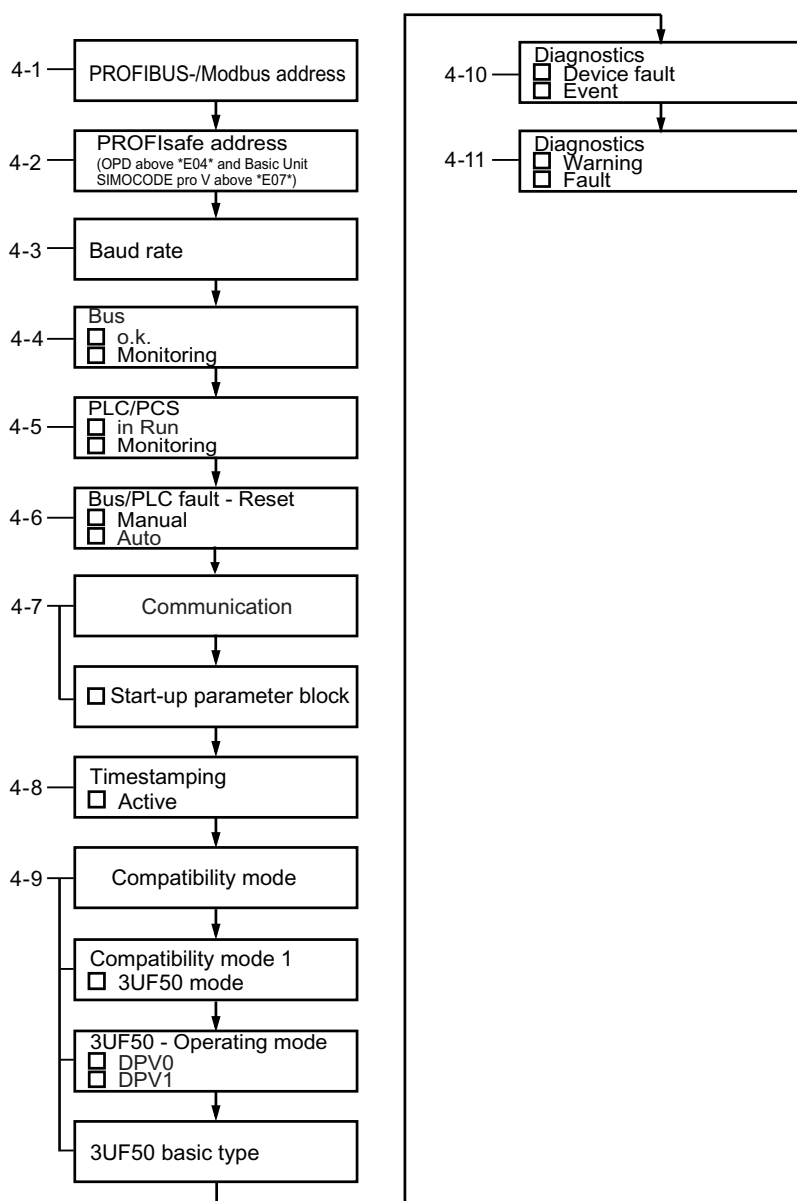 4-1
PROFIBUS-/Modbus address
4-2
PROFIsafe address
(OPD above *E04* and Basic Unit
SIMOCODE pro V above *E07*)
4-3
Baud rate
4-4
Bus
o.k.
Monitoring
4-5
PLC/PCS
in Run
Monitoring
4-6
Bus/PLC fault - Reset
Manual
Auto
4-7
Communication
Start-up parameter block
4-8
Timestamping
Active
4-9
Compatibility mode
Compatibility mode 1
3UF50 mode
3UF50 - Operating mode
DPV0
DPV1
3UF50 basic type
4-10
Diagnostics
Device fault
Event
4-11
Diagnostics
Warning
Fault